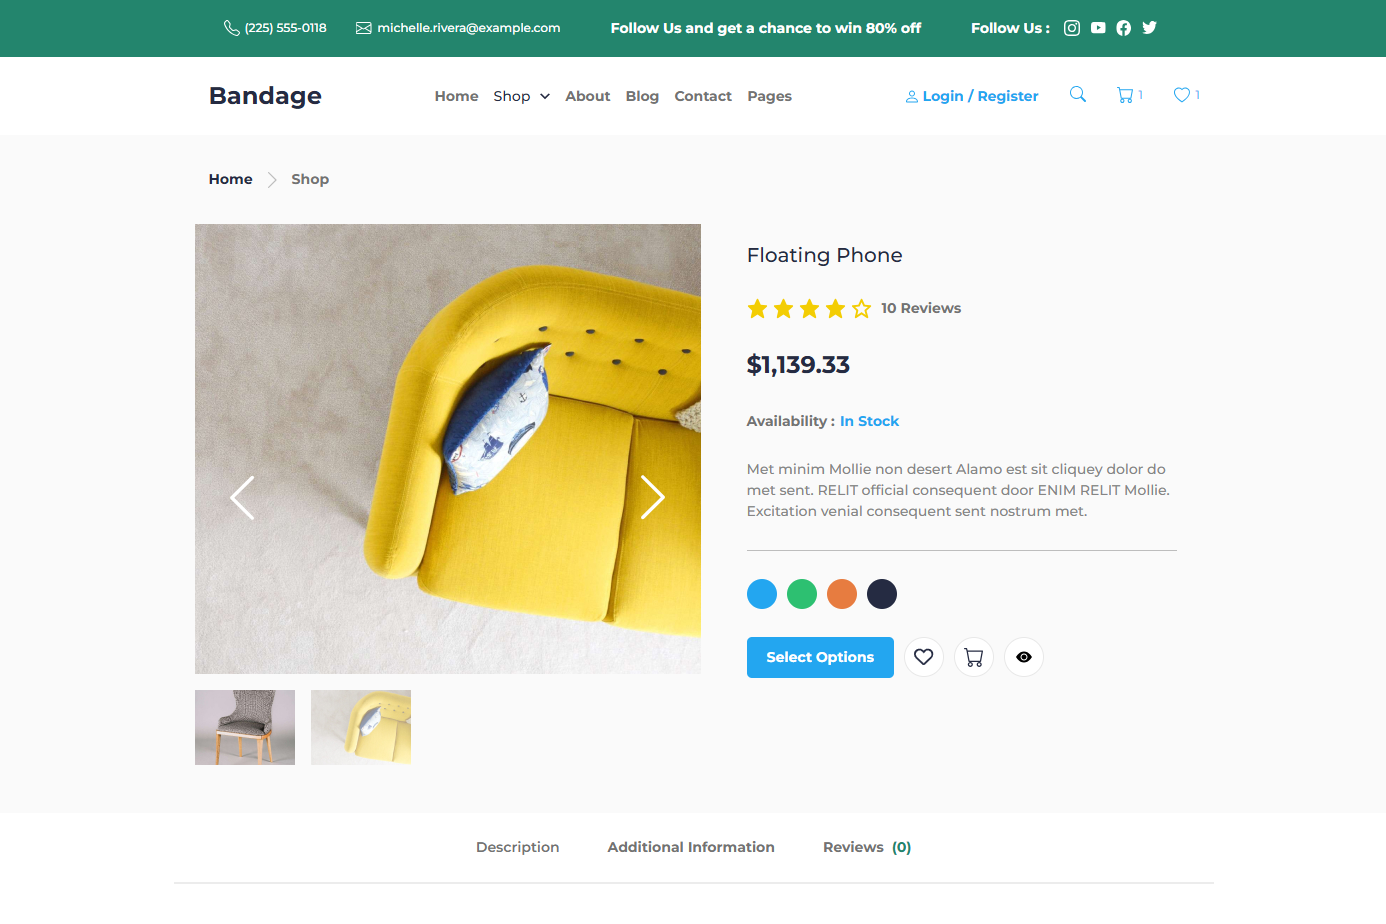 (225) 555-0118
michelle.rivera@example.com
Follow Us and get a chance to win 80% off
Follow Us :
Bandage
Home
Shop
About
Blog
Contact
Pages
Login / Register
1
1
Home
Shop
Floating Phone
10 Reviews
$1,139.33
Availability : In Stock
Met minim Mollie non desert Alamo est sit cliquey dolor do
met sent. RELIT official consequent door ENIM RELIT Mollie.
Excitation venial consequent sent nostrum met.
Select Options
Description
Additional Information
Reviews (0)